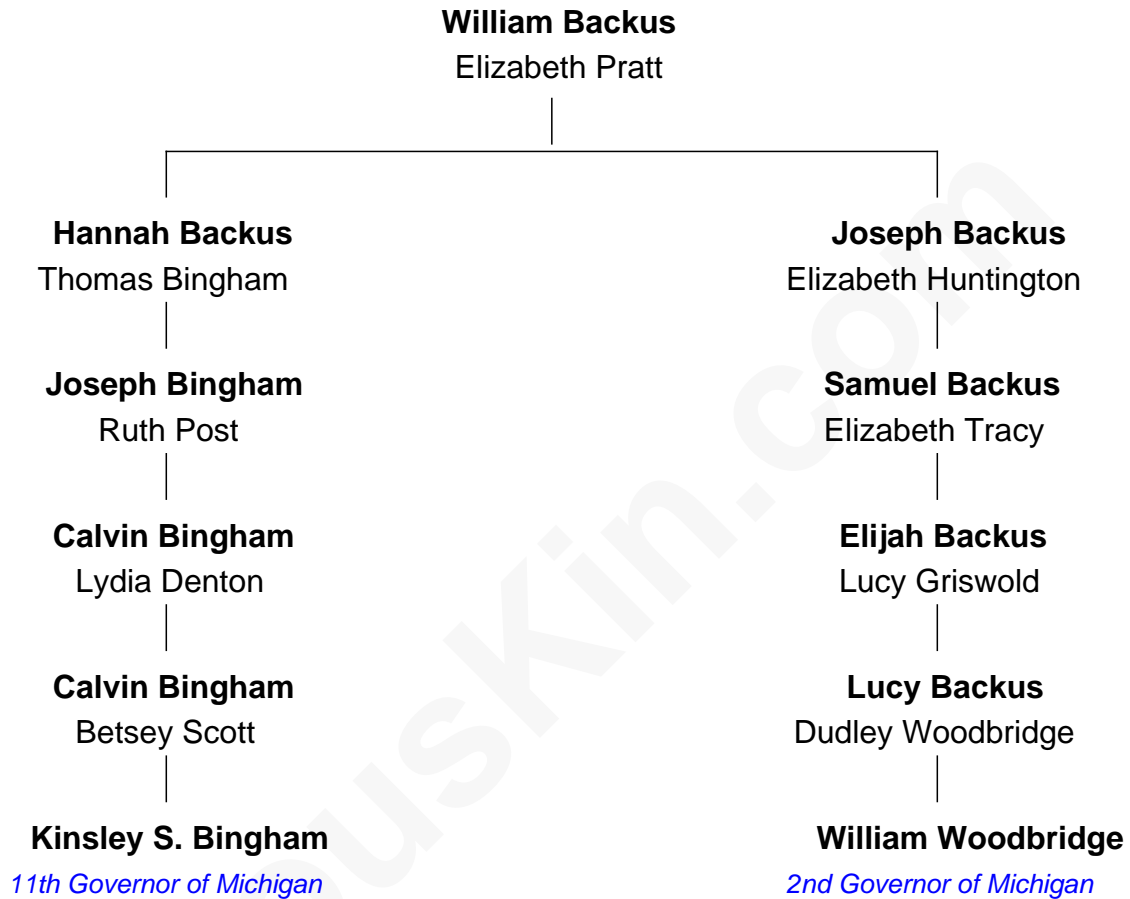 William Backus
Elizabeth Pratt
Hannah Backus
Thomas Bingham
Joseph Backus
Elizabeth Huntington
Joseph Bingham
Ruth Post
Samuel Backus
Elizabeth Tracy
Calvin Bingham
Lydia Denton
Elijah Backus
Lucy Griswold
Calvin Bingham
Betsey Scott
Lucy Backus
Dudley Woodbridge
Kinsley S. Bingham
11th Governor of Michigan
William Woodbridge
2nd Governor of Michigan